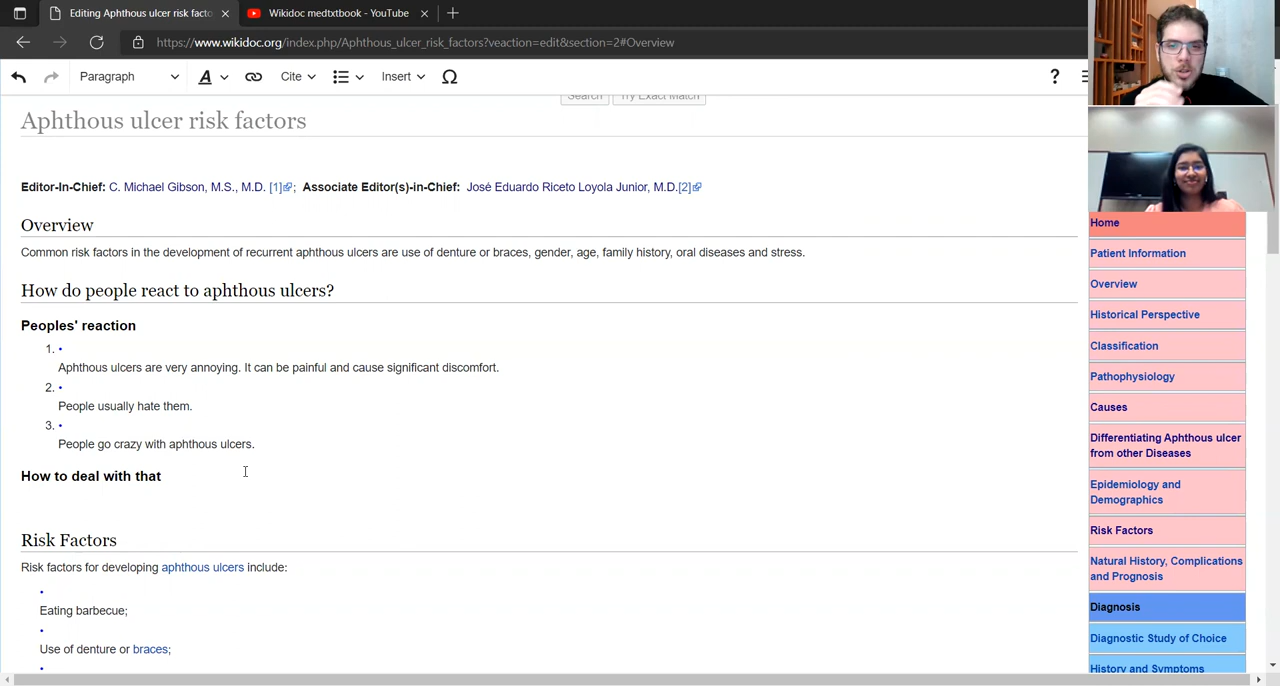 Editing Aphthous ulcer risk facto
Wikidoc medtxtbook - YouTube
https://www.wikidoc.org/index.php/Aphthous_ulcer_risk_factors?veaction=edit&section=2#Overview
Paragraph
A
Cite
Insert
Ω
?
Search
Try Exact Match
Aphthous ulcer risk factors
Editor-In-Chief: C. Michael Gibson, M.S., M.D. [1]; Associate Editor(s)-in-Chief: José Eduardo Riceto Loyola Junior, M.D.[2]
Overview
Common risk factors in the development of recurrent aphthous ulcers are use of denture or braces, gender, age, family history, oral diseases and stress.
How do people react to aphthous ulcers?
Peoples' reaction
1. •
Aphthous ulcers are very annoying. It can be painful and cause significant discomfort.
2. •
People usually hate them.
3. •
People go crazy with aphthous ulcers.
How to deal with that
Risk Factors
Risk factors for developing aphthous ulcers include:
•
Eating barbecue;
•
Use of denture or braces;
•
Home
Patient Information
Overview
Historical Perspective
Classification
Pathophysiology
Causes
Differentiating Aphthous ulcer
from other Diseases
Epidemiology and
Demographics
Risk Factors
Natural History, Complications
and Prognosis
Diagnosis
Diagnostic Study of Choice
History and Symptoms